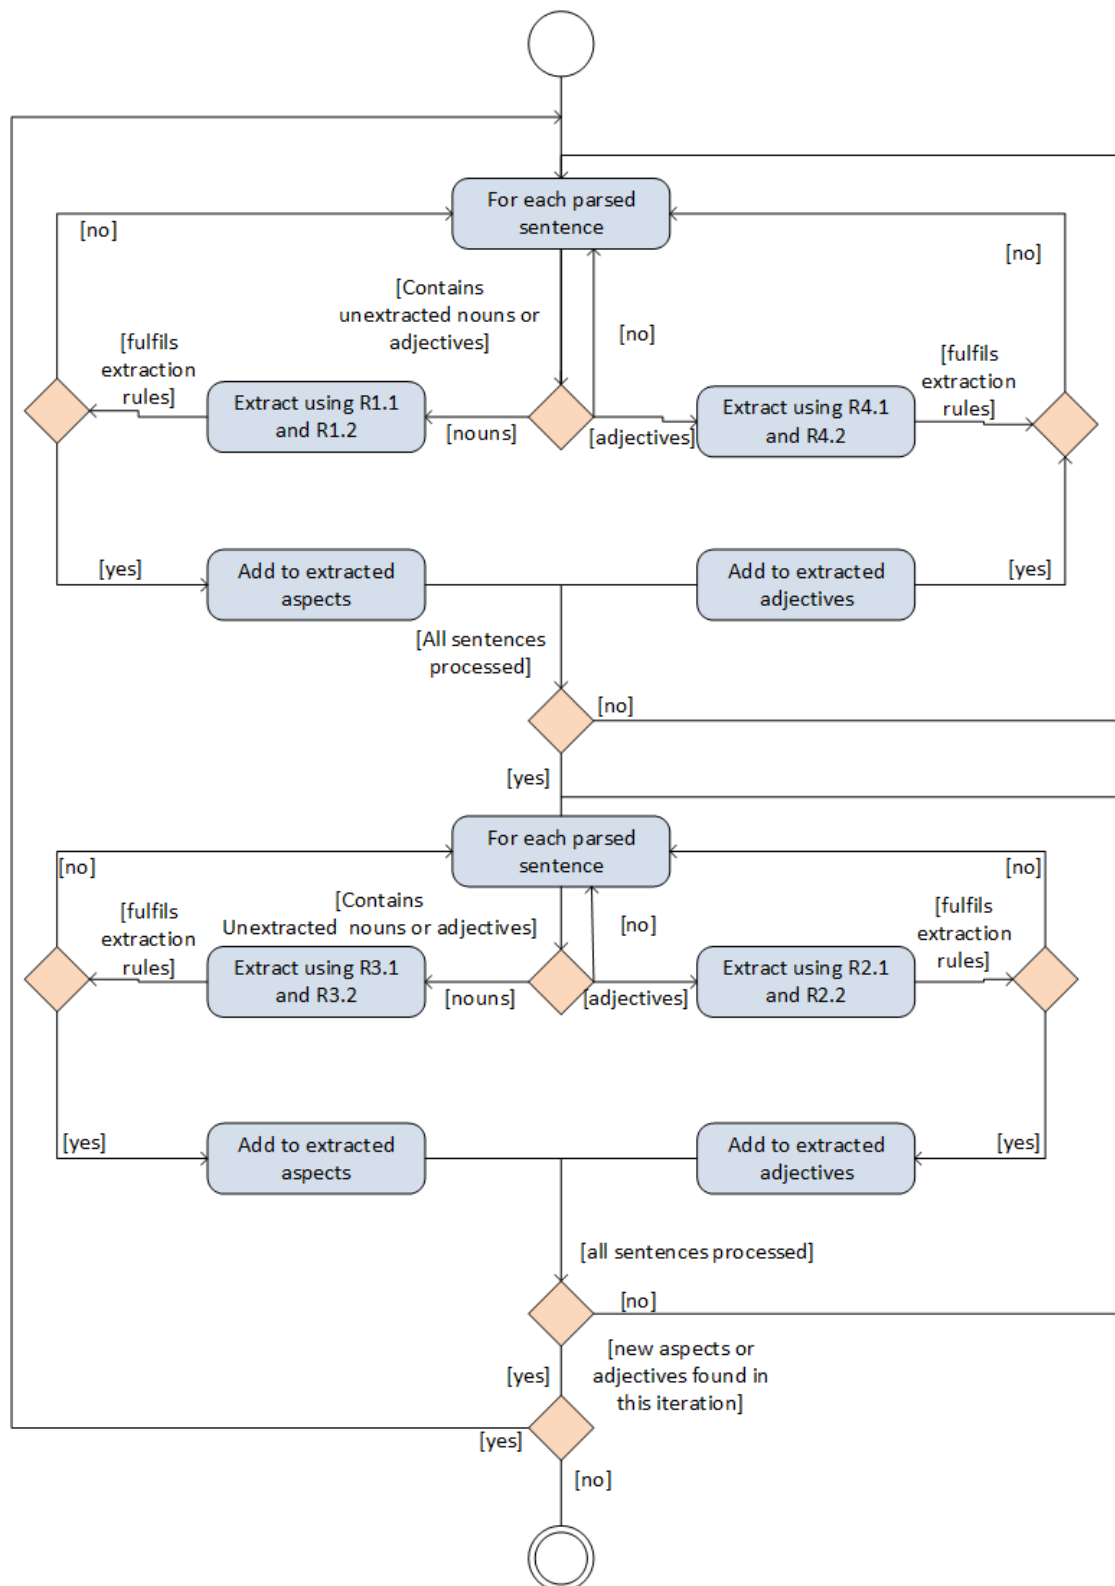 For each parsed
sentence
[no]
[no]
[Contains
unextracted nouns or
adjectives]
[no]
[fulfils
extraction
rules]
[fulfils
extraction
rules]
Extract using R1.1
and R1.2
[nouns]
[adjectives]
Extract using R4.1
and R4.2
[yes]
Add to extracted
aspects
Add to extracted
adjectives
[yes]
[All sentences
processed]
[no]
[yes]
For each parsed
sentence
[no]
[no]
[Contains
Unextracted nouns or adjectives]
[no]
[fulfils
extraction
rules]
[fulfils
extraction
rules]
Extract using R3.1
and R3.2
[nouns]
[adjectives]
Extract using R2.1
and R2.2
[yes]
Add to extracted
aspects
Add to extracted
adjectives
[yes]
[all sentences processed]
[no]
[yes]
[new aspects or
adjectives found in
this iteration]
[yes]
[no]